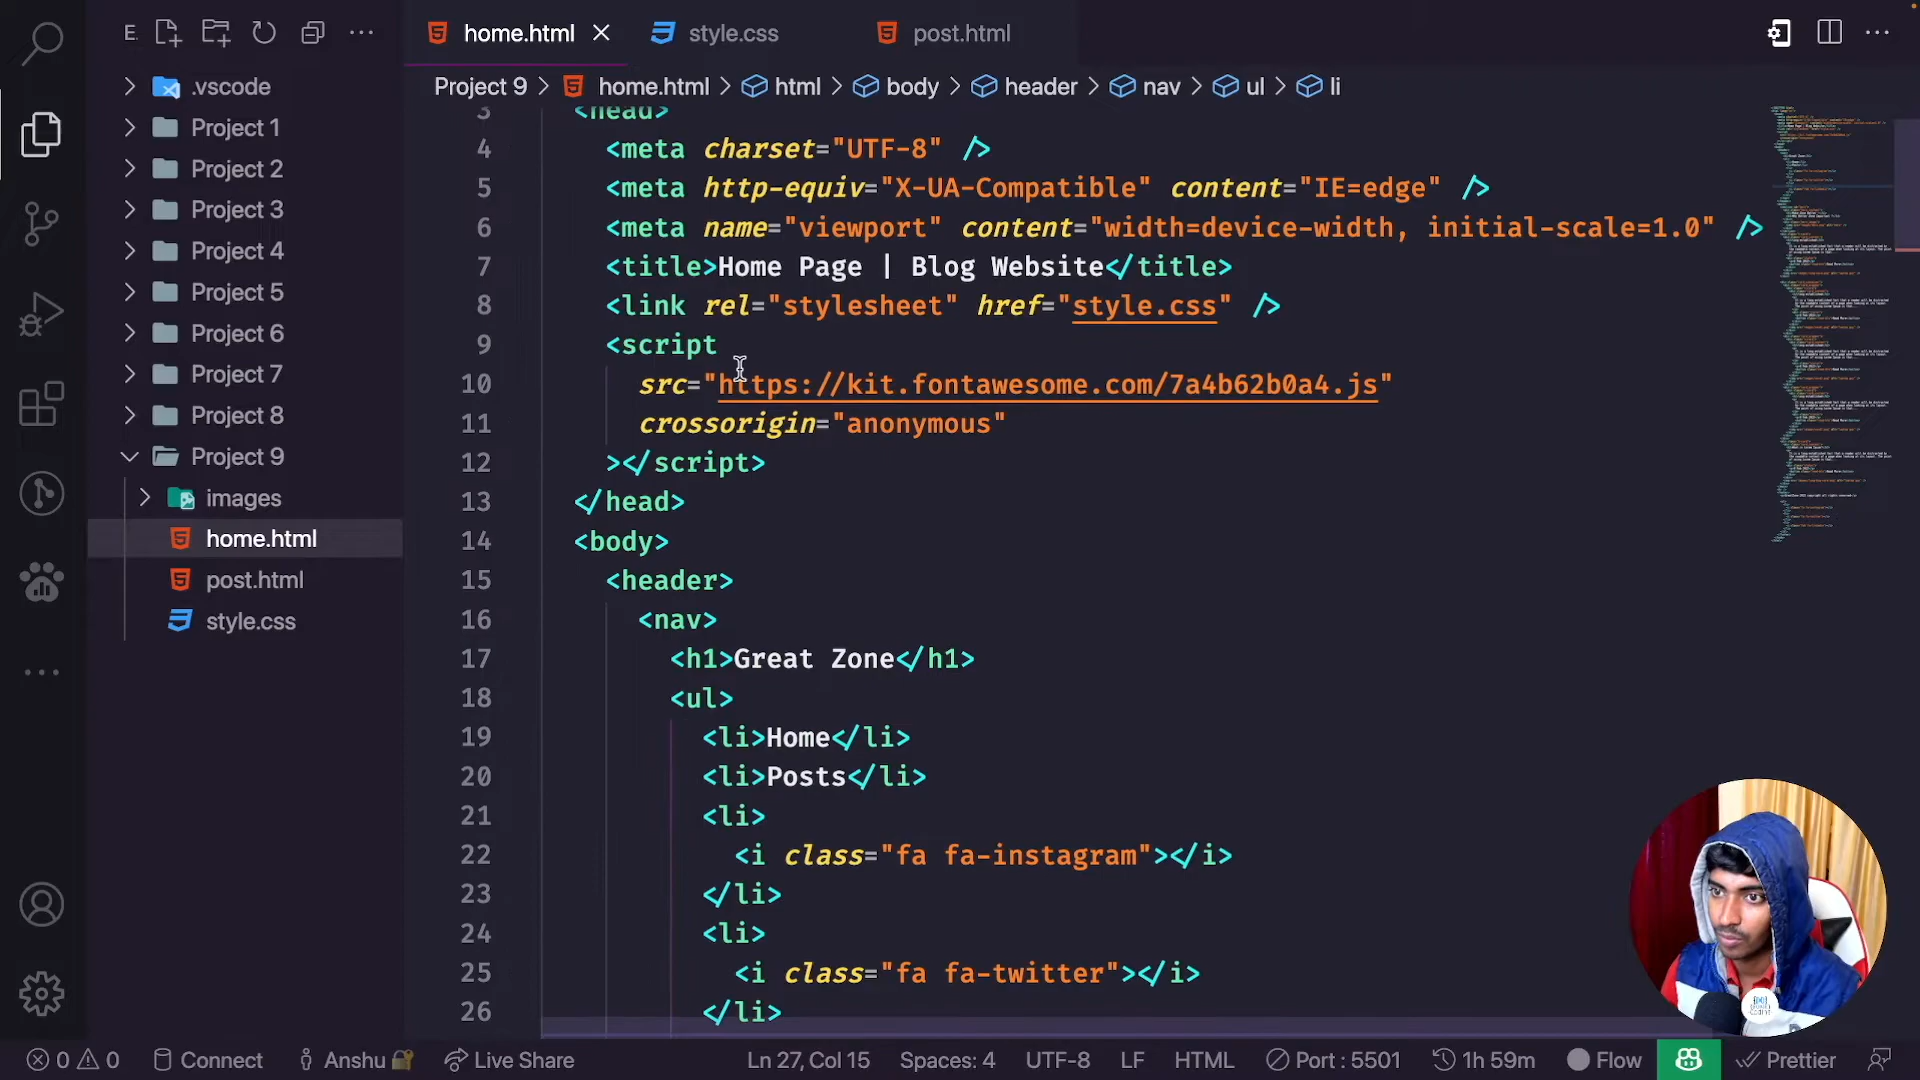 E.
home.html
style.css
post.html
.vscode
Project 1
Project 2
Project 3
Project 4
Project 5
Project 6
Project 7
Project 8
Project 9
images
home.html
post.html
style.css
Project 9 > home.html > html > body > header > nav > ul > li
3 <head>
4 <meta charset="UTF-8" />
5 <meta http-equiv="X-UA-Compatible" content="IE=edge" />
6 <meta name="viewport" content="width=device-width, initial-scale=1.0" />
7 <title>Home Page | Blog Website</title>
8 <link rel="stylesheet" href="style.css" />
9 <script
10 src="https://kit.fontawesome.com/7a4b62b0a4.js"
11 crossorigin="anonymous"
12 ></script>
13 </head>
14 <body>
15 <header>
16 <nav>
17 <h1>Great Zone</h1>
18 <ul>
19 <li>Home</li>
20 <li>Posts</li>
21 <li>
22 <i class="fa fa-instagram"></i>
23 </li>
24 <li>
25 <i class="fa fa-twitter"></i>
26 </li>
0 0 Connect Anshu Live Share Ln 27, Col 15 Spaces: 4 UTF-8 LF HTML Port : 5501 1h 59m Flow Prettier